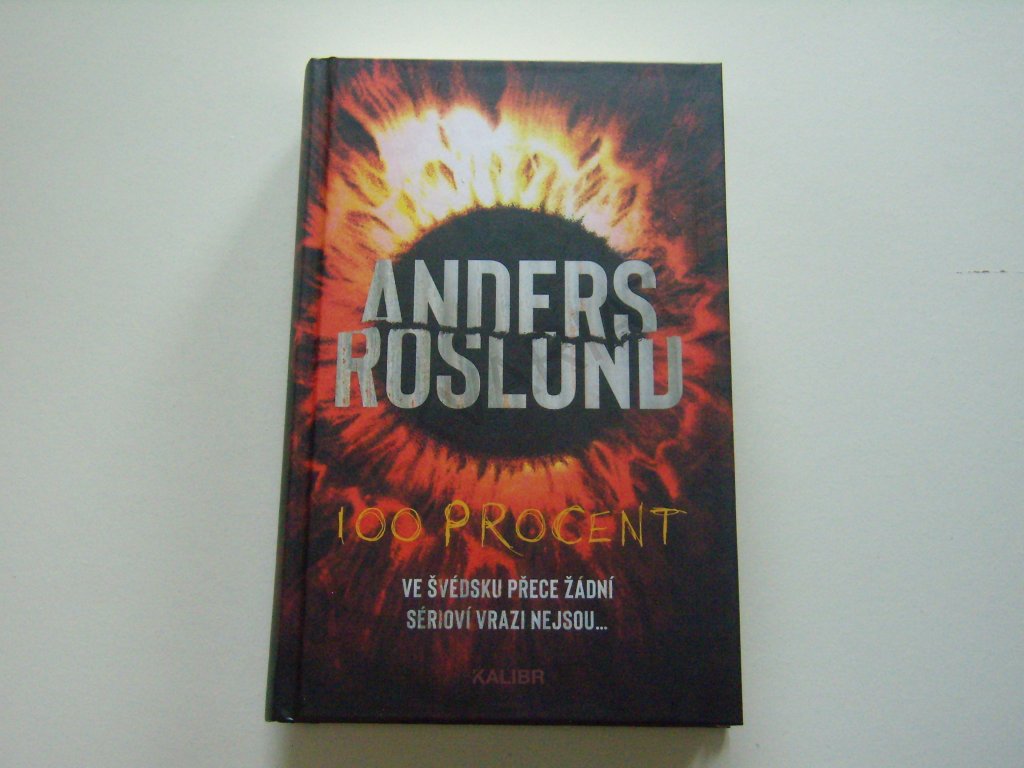 ANDERS
ROSLUND
100 PROCENT
VE ŠVÉDSKU PŘECE ŽÁDNÍ
SÉRIOVÍ VRAZI NEJSOU...
KALIBR